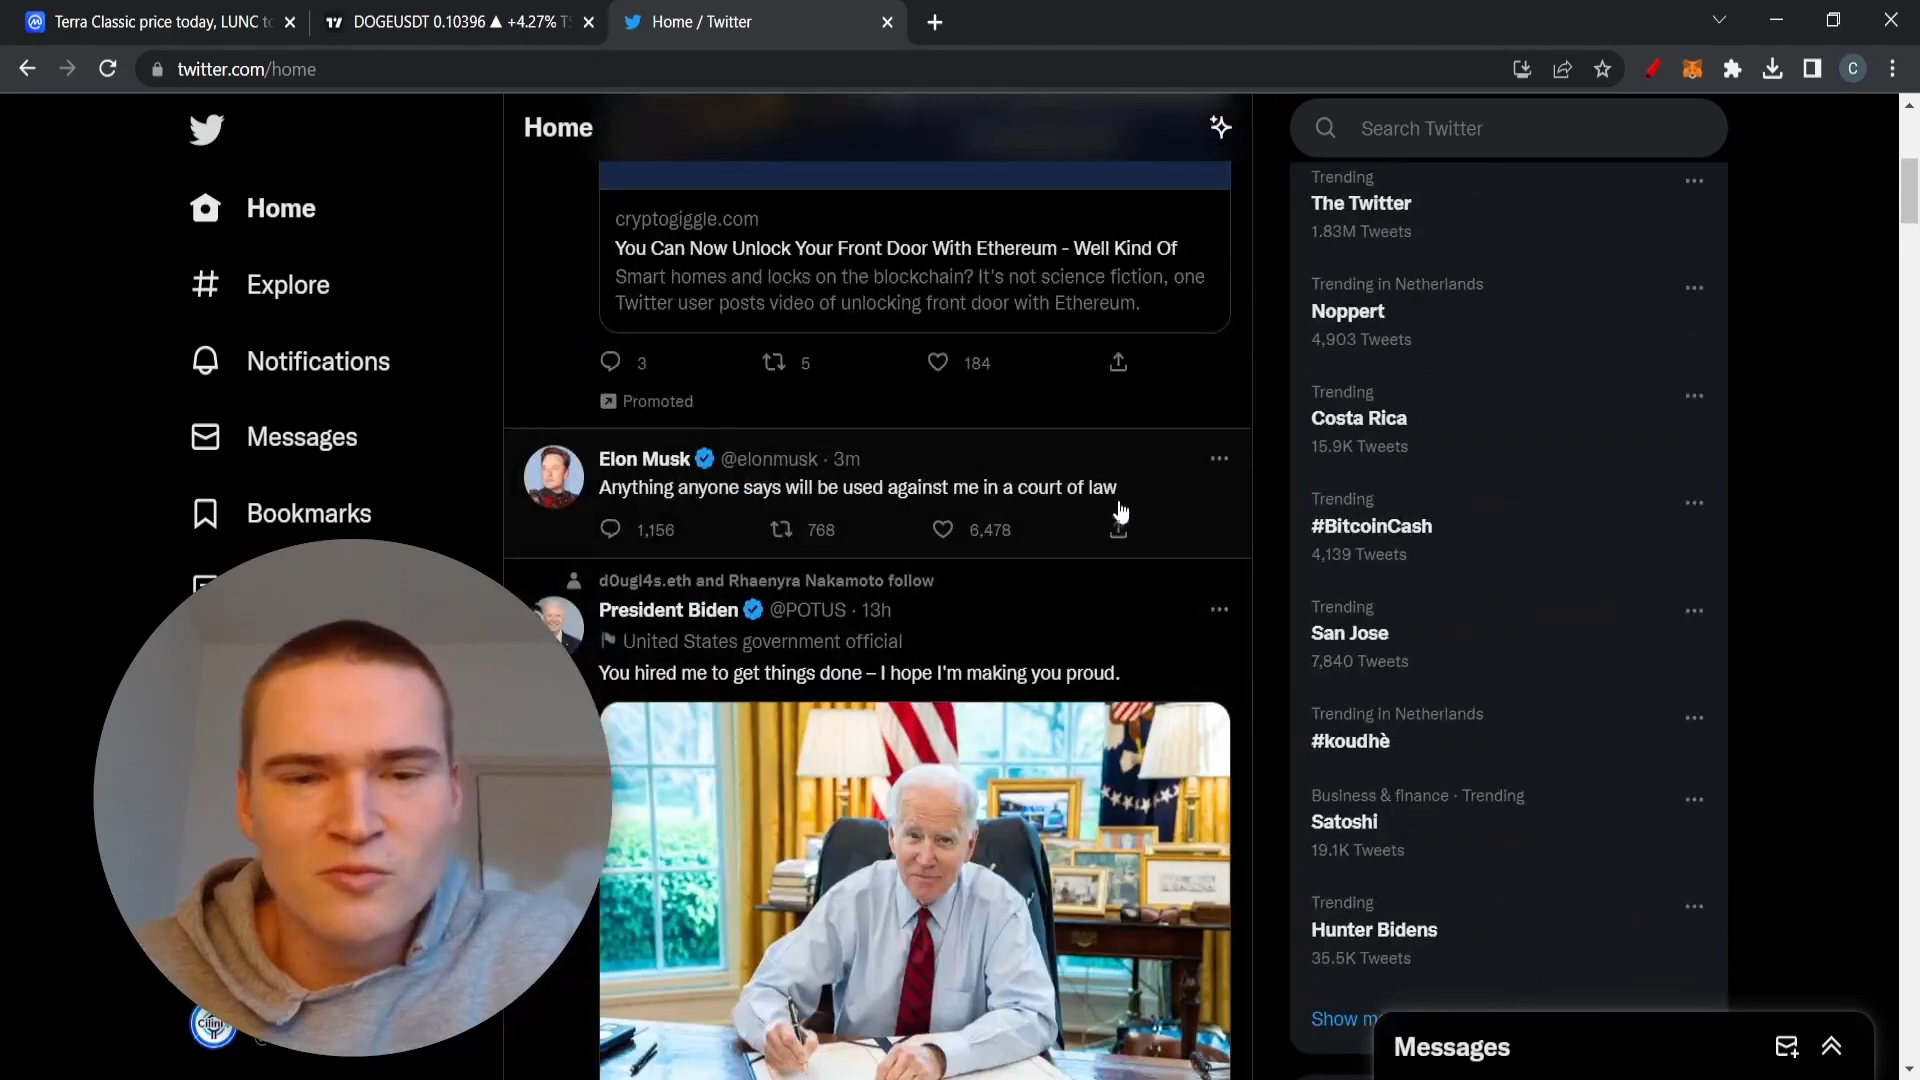 Terra Classic price today, LUNC to
DOGEUSDT 0.10396 ▲ +4.27%
Home / Twitter
twitter.com/home
C
Home
Search Twitter
Home
Explore
Notifications
Messages
Bookmarks
cryptogiggle.com
You Can Now Unlock Your Front Door With Ethereum - Well Kind Of
Smart homes and locks on the blockchain? It's not science fiction, one
Twitter user posts video of unlocking front door with Ethereum.
3
5
184
Promoted
Elon Musk @elonmusk · 3m
Anything anyone says will be used against me in a court of law
1,156
768
6,478
d0ugl4s.eth and Rhaenyra Nakamoto follow
President Biden @POTUS · 13h
United States government official
You hired me to get things done – I hope I'm making you proud.
Trending
The Twitter
1.83M Tweets
Trending in Netherlands
Noppert
4,903 Tweets
Trending
Costa Rica
15.9K Tweets
Trending
#BitcoinCash
4,139 Tweets
Trending
San Jose
7,840 Tweets
Trending in Netherlands
#koudhè
Business & finance · Trending
Satoshi
19.1K Tweets
Trending
Hunter Bidens
35.5K Tweets
Show
Messages